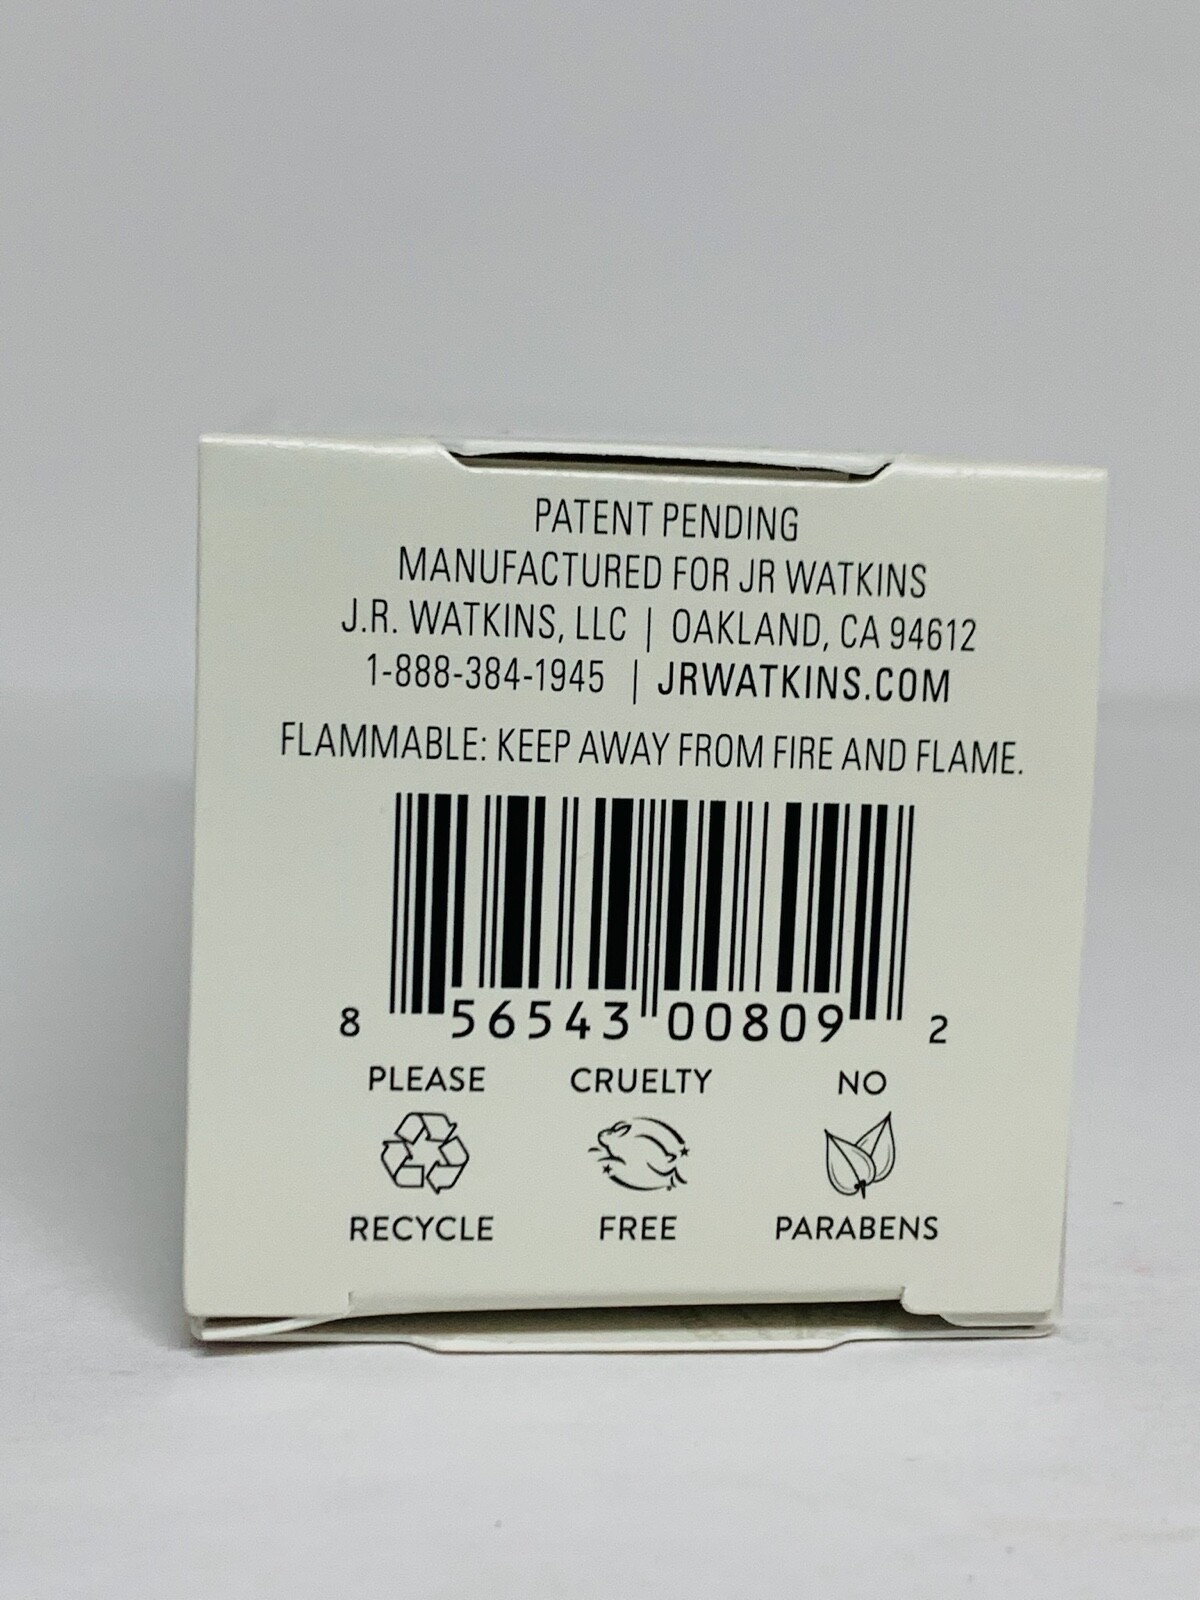 PATENT PENDING
MANUFACTURED FOR JR WATKINS
J.R. WATKINS, LLC | OAKLAND, CA 94612
1-888-384-1945 | JRWATKINS.COM
FLAMMABLE: KEEP AWAY FROM FIRE AND FLAME.
8 56543 00809 2
PLEASE CRUELTY NO
RECYCLE FREE PARABENS